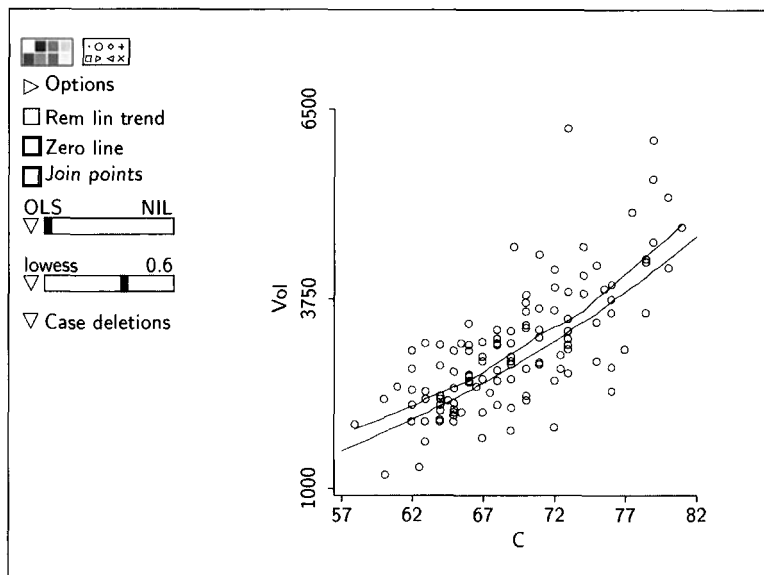 Options
Rem lin trend
Zero line
Join points
OLS NIL
lowess 0.6
Case deletions
6500
3750
1000
Vol
57 62 67 72 77 82
C